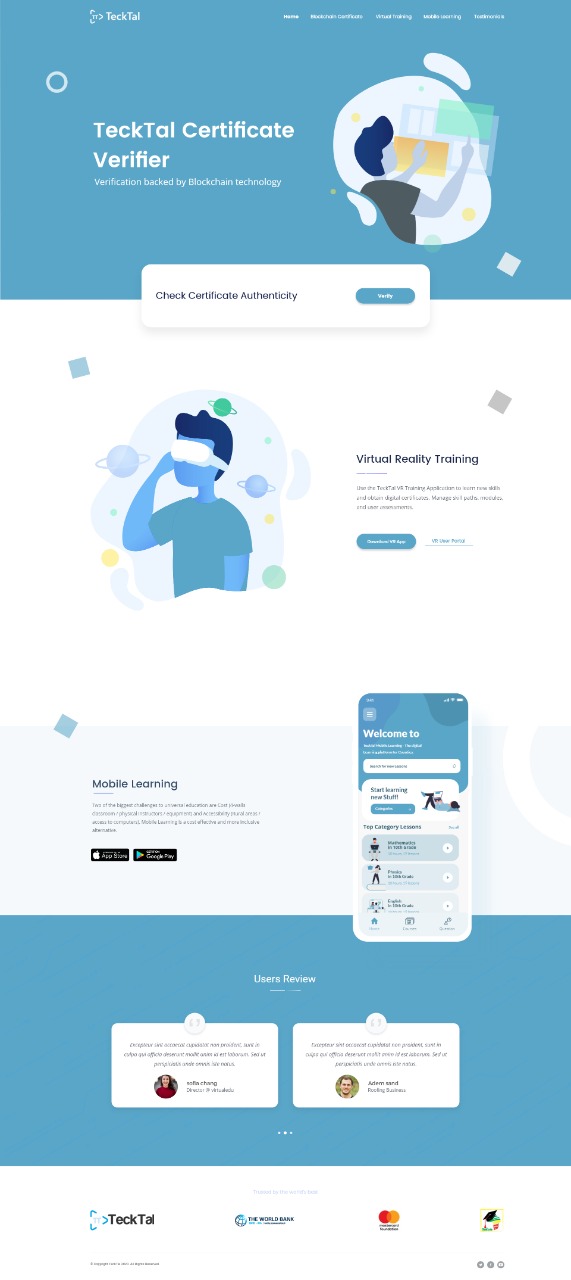 TeckTal
Home Blockchain Certificate Virtual Training Mobile Learning Testimonials
TeckTal Certificate
Verifier
Verification backed by Blockchain technology
Check Certificate Authenticity
Verify
Virtual Reality Training
Use the TeckTal VR Training Application to learn new skills
and obtain digital certificates. Manage skill paths, modules,
and user assessments.
Download VR App
VR User Portal
Mobile Learning
Two of the biggest challenges to universal education are Cost (Pre-K12
classroom / physical instructors / equipment) and Accessibility (rural areas /
access to computers). Mobile Learning is a cost effective and more inclusive
alternative.
App Store
Google Play
Welcome to
TeckTal Mobile Learning - The digital
Learning platform for
Search for new lessons
Start learning
new Stuff!
Categories
Top Category Lessons
See all
Mathematics
in 10th Grade
Physics
in 10th Grade
English
in 10th Grade
Home
Users Review
Excepteur sint occaecat cupidatat non proident, sunt in
culpa qui officia deserunt mollit anim id est laborum. Sed ut
perspiciatis unde omnis iste natus.
sofia chang
Director @ virtualedu
Excepteur sint occaecat cupidatat non proident, sunt in
culpa qui officia deserunt mollit anim id est laborum. Sed ut
perspiciatis unde omnis iste natus.
Adem sand
Roofing Business
Trusted by the world's best
TeckTal
THE WORLD BANK
mastercard
foundation
All Rights Reserved